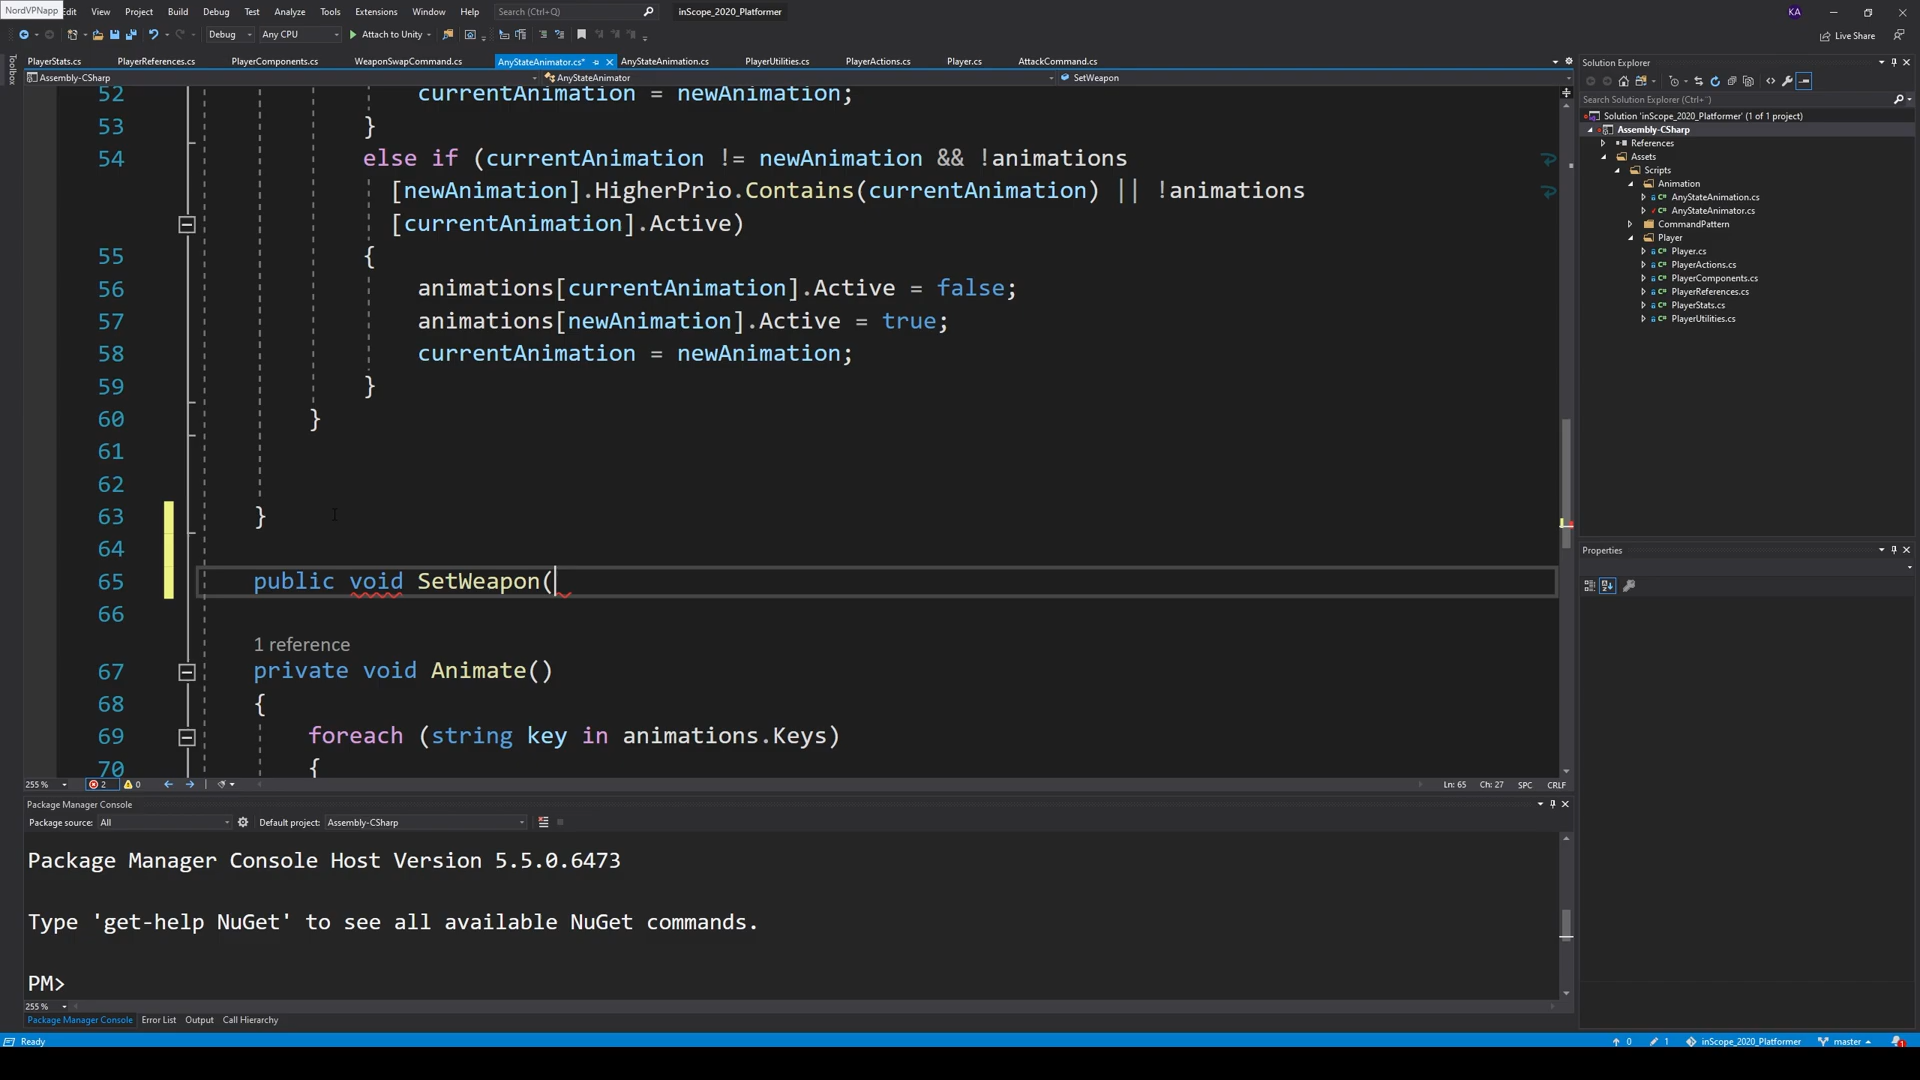 NordVPNapp
dit View Project Build Debug Test Analyze Tools Extensions Window Help Search (Ctrl+Q) inScope_2020_Platformer KA
Debug Any CPU Attach to Unity Live Share
PlayerStats.cs PlayerReferences.cs PlayerComponents.cs WeaponSwapCommand.cs AnyStateAnimator.cs* AnyStateAnimation.cs PlayerUtilities.cs PlayerActions.cs Player.cs AttackCommand.cs
Assembly-CSharp AnyStateAnimator SetWeapon
Toolbox
52 currentAnimation = newAnimation;
53 }
54 else if (currentAnimation != newAnimation && !animations
[newAnimation].HigherPrio.Contains(currentAnimation) || !animations
[currentAnimation].Active)
55 {
56 animations[currentAnimation].Active = false;
57 animations[newAnimation].Active = true;
58 currentAnimation = newAnimation;
59 }
60 }
61
62
63 }
64
65 public void SetWeapon(
66
1 reference
67 private void Animate()
68 {
69 foreach (string key in animations.Keys)
70 {
255 % 2 0 Ln: 65 Ch: 27 SPC CRLF
Package Manager Console
Package source: All Default project: Assembly-CSharp
Package Manager Console Host Version 5.5.0.6473
Type 'get-help NuGet' to see all available NuGet commands.
PM>
255 %
Package Manager Console Error List Output Call Hierarchy
Ready 0 1 inScope_2020_Platformer master 1
Solution Explorer
Search Solution Explorer (Ctrl+¨)
Solution 'inScope_2020_Platformer' (1 of 1 project)
Assembly-CSharp
References
Assets
Scripts
Animation
AnyStateAnimation.cs
AnyStateAnimator.cs
CommandPattern
Player
Player.cs
PlayerActions.cs
PlayerComponents.cs
PlayerReferences.cs
PlayerStats.cs
PlayerUtilities.cs
Properties